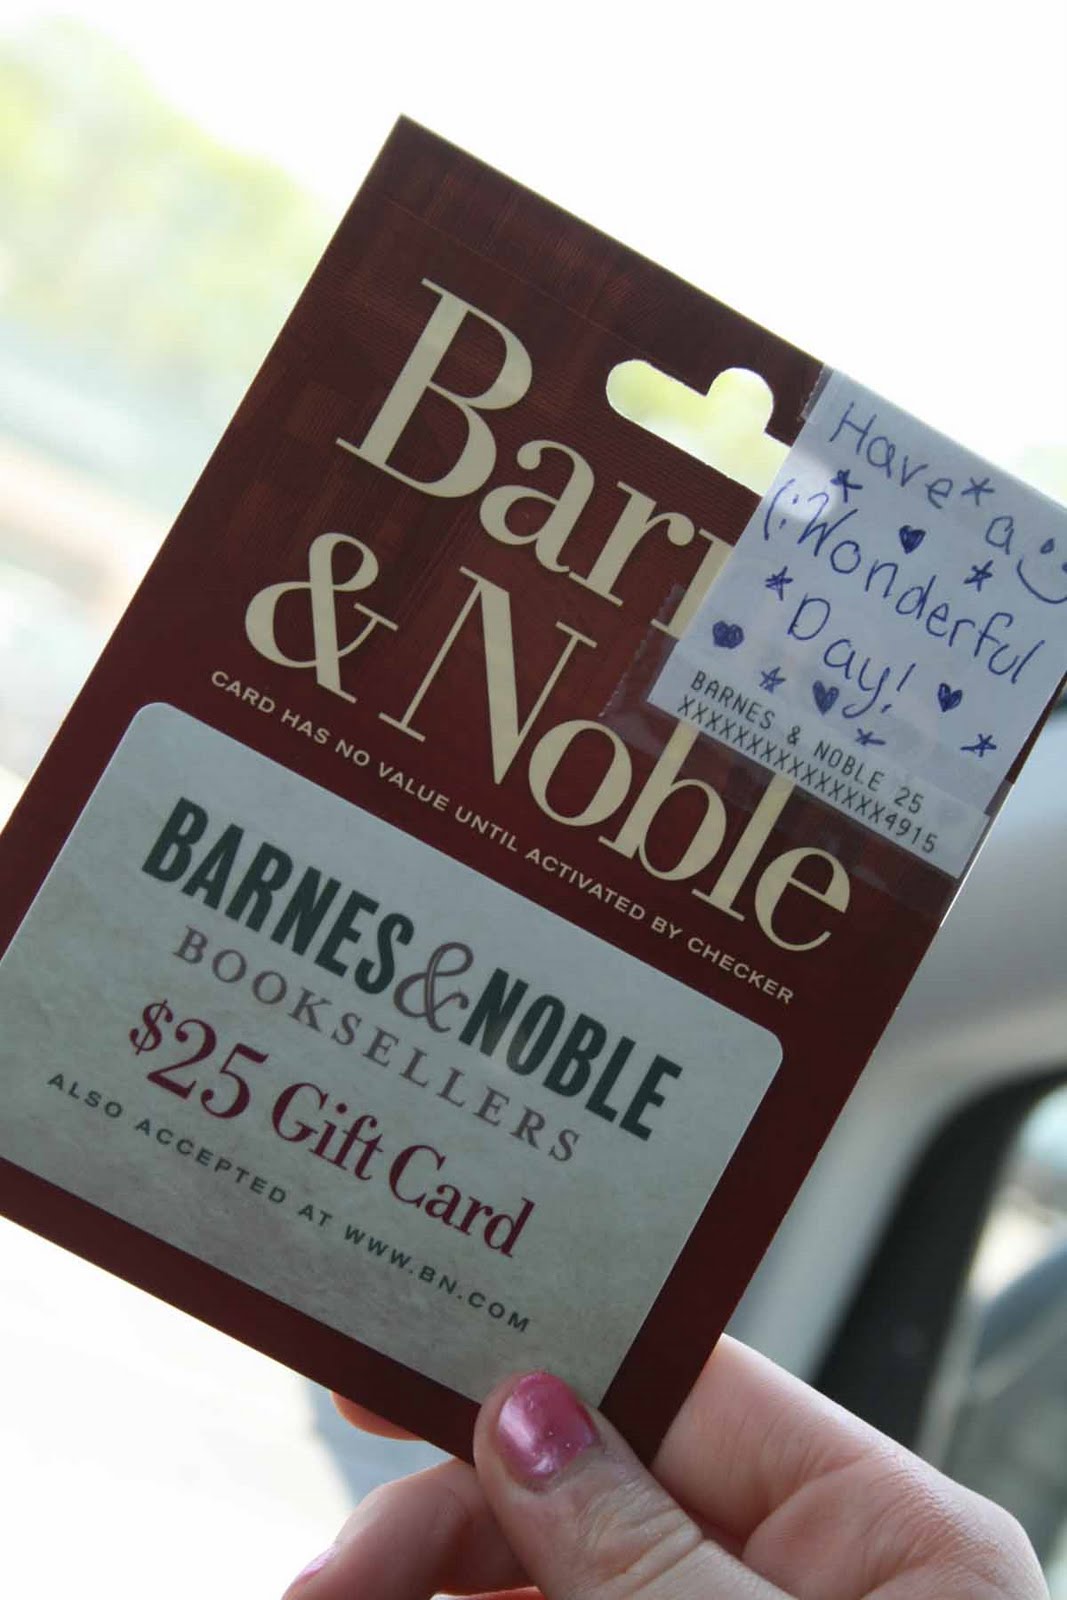 Barn
& Noble
CARD HAS NO VALUE UNTIL ACTIVATED BY CHECKER
Have a
Wonderful
Day!
BARNES & NOBLE 25
XXXXXXXXXXXXXXX4915
BARNES & NOBLE
BOOKSELLERS
$25 Gift Card
ALSO ACCEPTED AT WWW.BN.COM